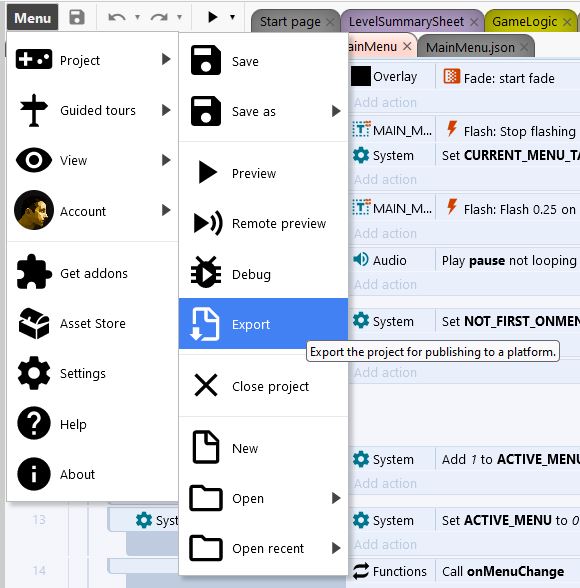 Menu
Start page
LevelSummarySheet
GameLogic
ainMenu
MainMenu.json
Project
Guided tours
View
Account
Get addons
Asset Store
Settings
Help
About
Save
Save as
Preview
Remote preview
Debug
Export
Export the project for publishing to a platform.
Close project
New
Open
Open recent
Overlay
Fade: start fade
Add action
MAIN_M...
Flash: Stop flashing
System
Set CURRENT_MENU_TA
Add action
MAIN_M...
Flash: Flash 0.25 on
Add action
Audio
Play pause not looping
Add action
System
Set NOT_FIRST_ONMEN
Add action
System
Add 1 to ACTIVE_MENU
Add action
13
Syst
System
Set ACTIVE_MENU to 0
Add action
14
Functions
Call onMenuChange